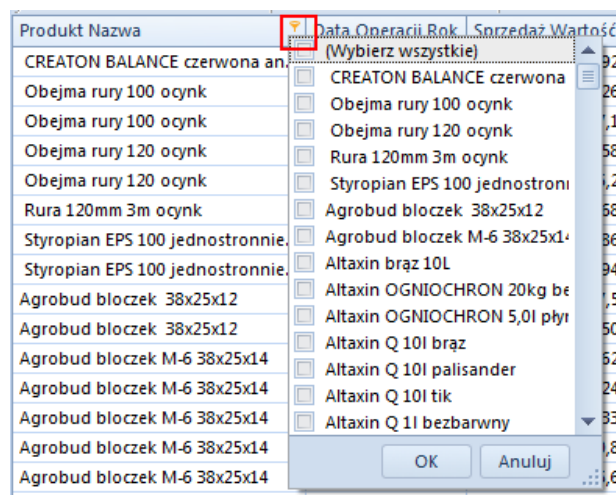 Produkt Nazwa Data Operacji Rok Sprzedaż Wartość
CREATON BALANCE czerwona an.
Obejma rury 100 ocynk
Obejma rury 100 ocynk
Obejma rury 120 ocynk
Obejma rury 120 ocynk
Rura 120mm 3m ocynk
Styropian EPS 100 jednostronnie.
Styropian EPS 100 jednostronnie.
Agrobud bloczek 38x25x12
Agrobud bloczek 38x25x12
Agrobud bloczek M-6 38x25x14
Agrobud bloczek M-6 38x25x14
Agrobud bloczek M-6 38x25x14
Agrobud bloczek M-6 38x25x14
Agrobud bloczek M-6 38x25x14
(Wybierz wszystkie)
CREATON BALANCE czerwona
Obejma rury 100 ocynk
Obejma rury 120 ocynk
Rura 120mm 3m ocynk
Styropian EPS 100 jednostronn
Agrobud bloczek 38x25x12
Agrobud bloczek M-6 38x25x14
Altaxin brąz 10L
Altaxin OGNIOCHRON 20kg be
Altaxin OGNIOCHRON 5,0l płyn
Altaxin Q 10l brąz
Altaxin Q 10l palisander
Altaxin Q 10l tik
Altaxin Q 1l bezbarwny
OK Anuluj